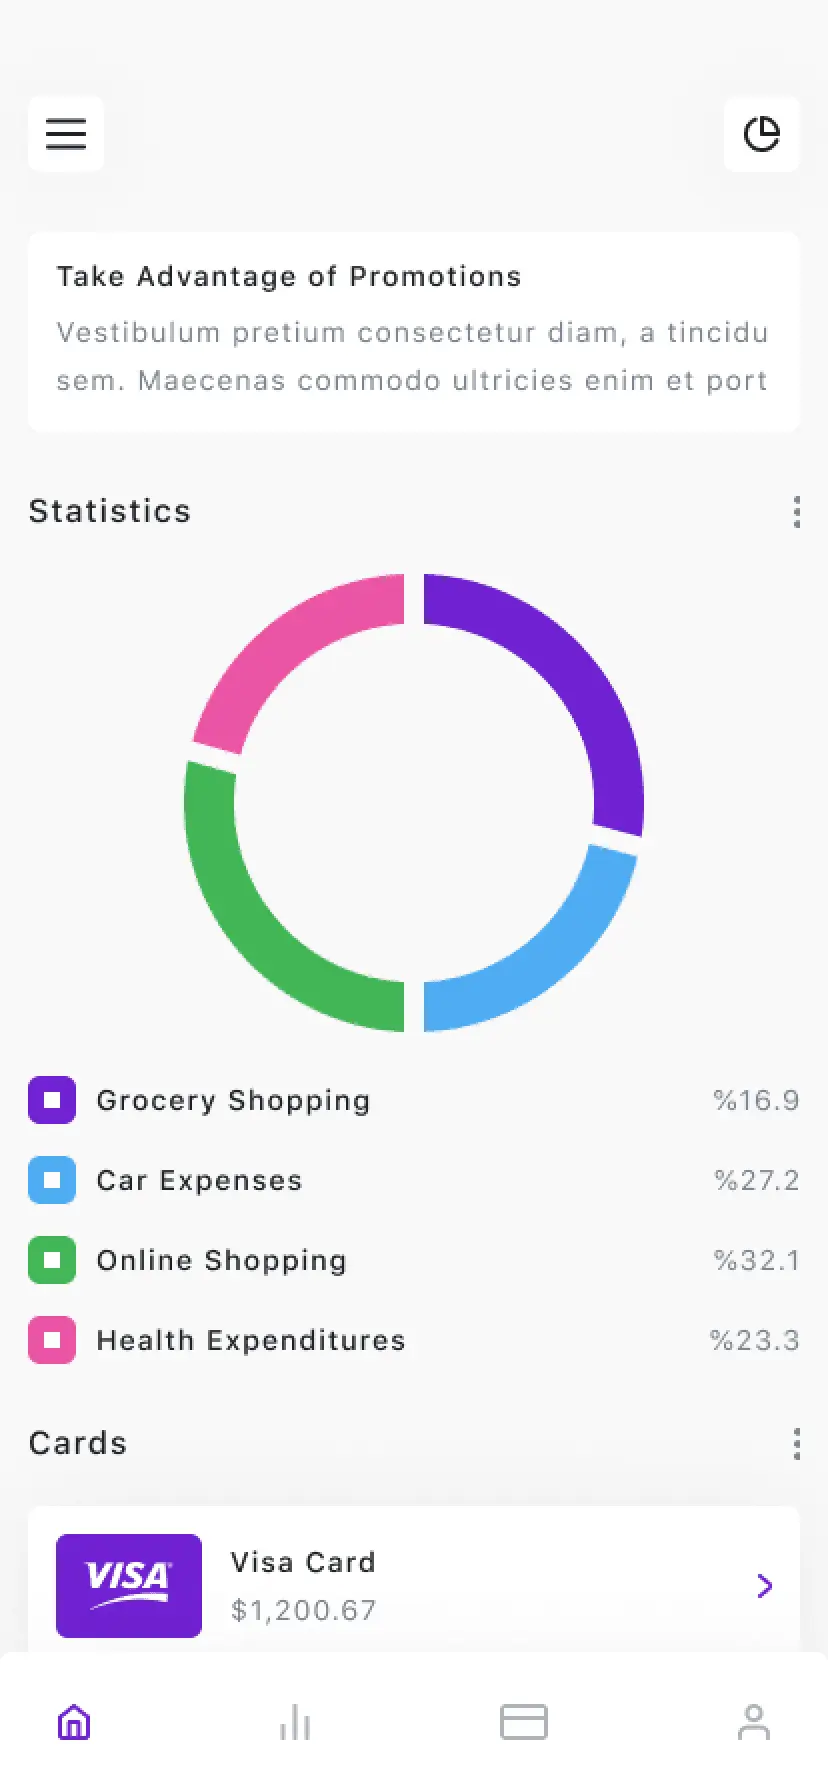 Take Advantage of Promotions
Vestibulum pretium consectetur diam, a tincidu
sem. Maecenas commodo ultricies enim et port
Statistics
Grocery Shopping %16.9
Car Expenses %27.2
Online Shopping %32.1
Health Expenditures %23.3
Cards
VISA
Visa Card
$1,200.67